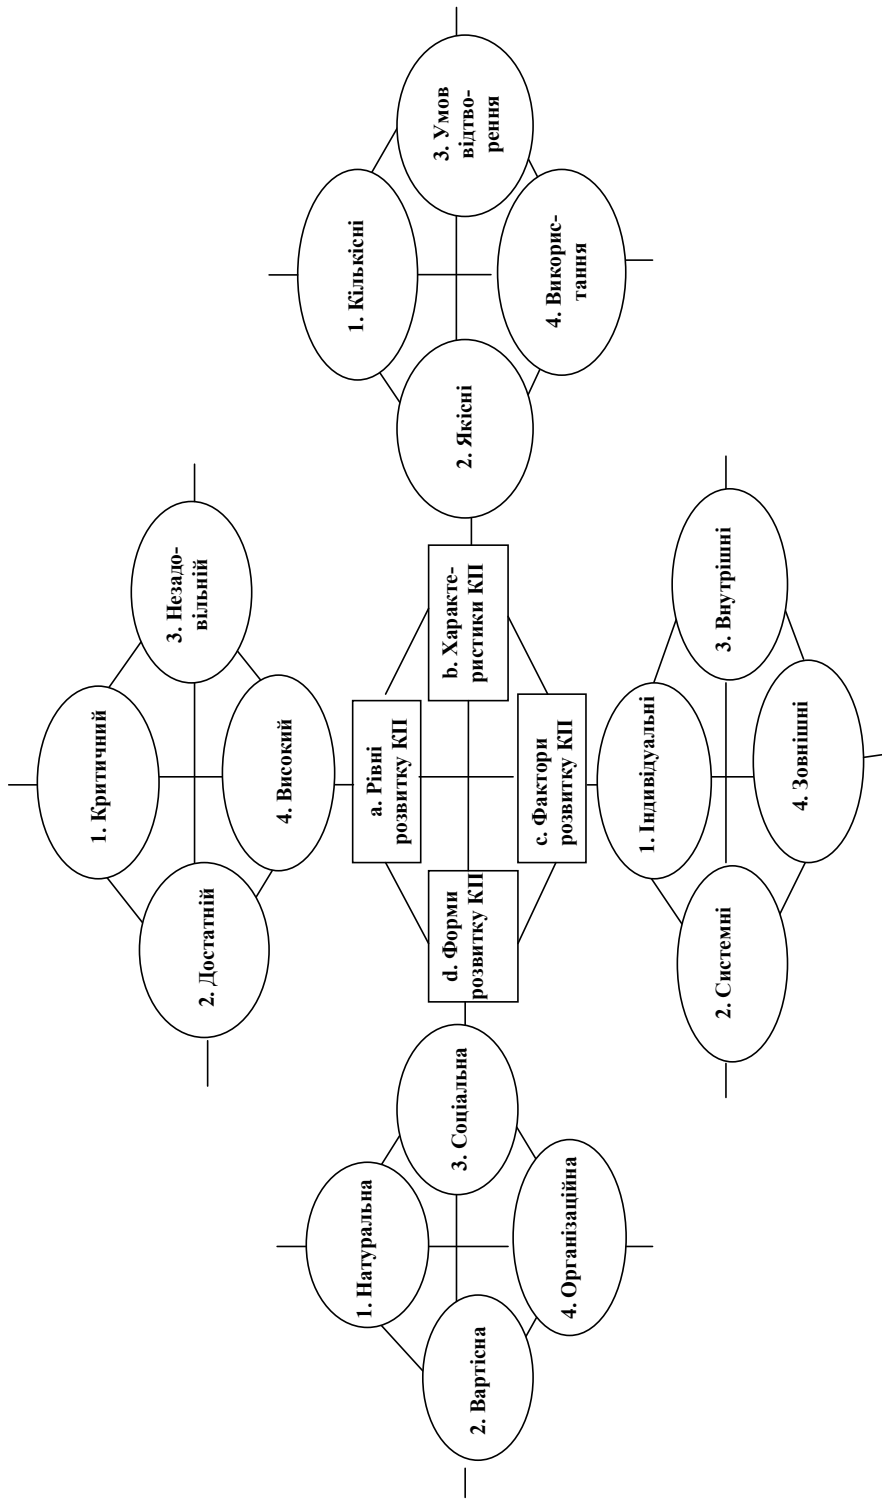 1. Критичний
2. Достатній
3. Незадо-
вільній
4. Високий
а. Рівні
розвитку КП
b. Характе-
ристики КП
с. Фактори
розвитку КП
d. Форми
розвитку КП
1. Кількісні
2. Якісні
3. Умов
відтво-
рення
4. Викорис-
тання
1. Індивідуальні
2. Системні
3. Внутрішні
4. Зовнішні
1. Натуральна
2. Вартісна
3. Соціальна
4. Організаційна